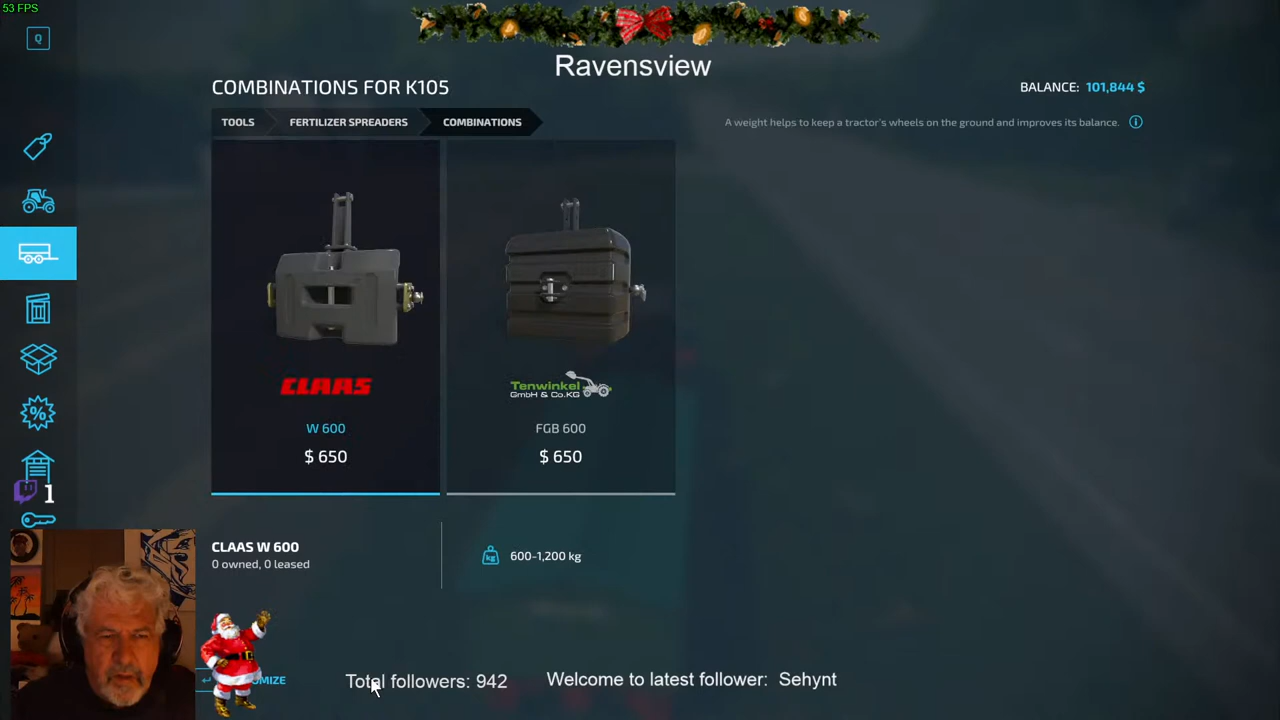 53 FPS
Q
Ravensview
COMBINATIONS FOR K105
BALANCE: 101,844 $
TOOLS
FERTILIZER SPREADERS
COMBINATIONS
A weight helps to keep a tractor's wheels on the ground and improves its balance.
CLAAS
Tenwinkel
GmbH & Co.KG
W 600
FGB 600
$ 650
$ 650
1
CLAAS W 600
0 owned, 0 leased
kg
600-1,200 kg
Total followers: 942
Welcome to latest follower: Sehynt